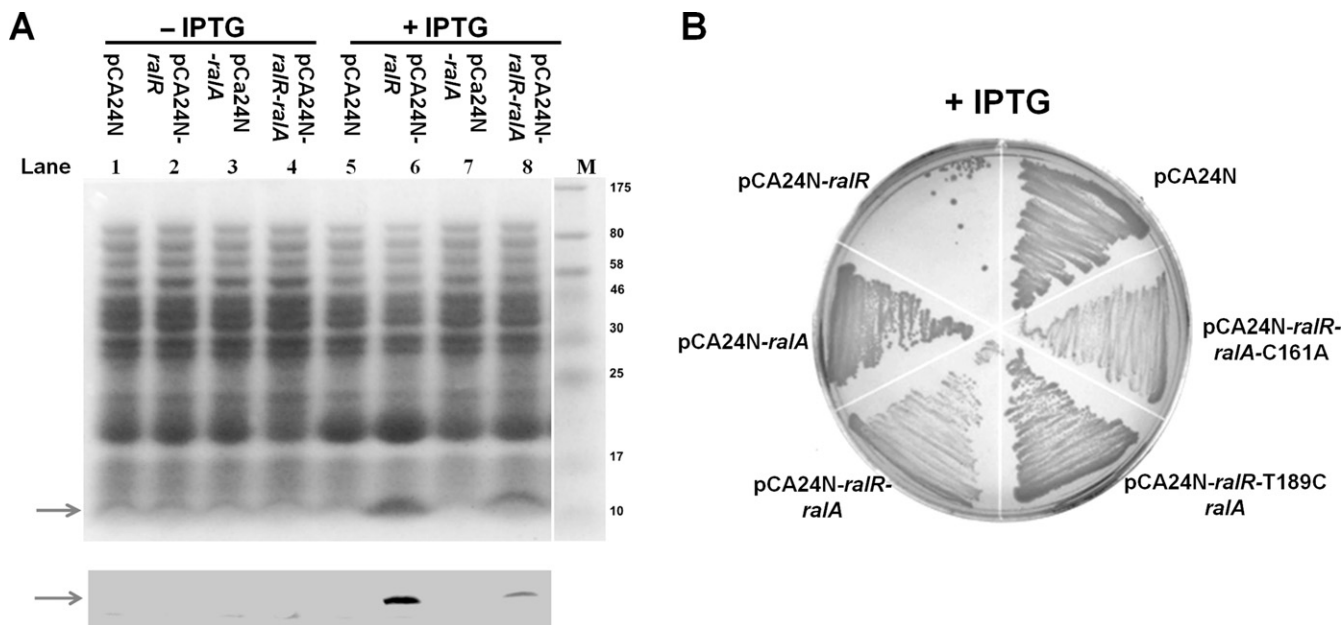 A
– IPTG
+ IPTG
pCA24N
pCA24N-
ralR
pCa24N
-ralA
pCA24N-
ralR-ralA
pCA24N
pCA24N-
ralR
pCa24N
-ralA
pCA24N-
ralR-ralA
Lane 1 2 3 4 5 6 7 8 M
175
80
58
46
30
25
17
10
B
+ IPTG
pCA24N-ralR
pCA24N
pCA24N-ralA
pCA24N-ralR-
ralA-C161A
pCA24N-ralR-
ralA
pCA24N-ralR-T189C
ralA